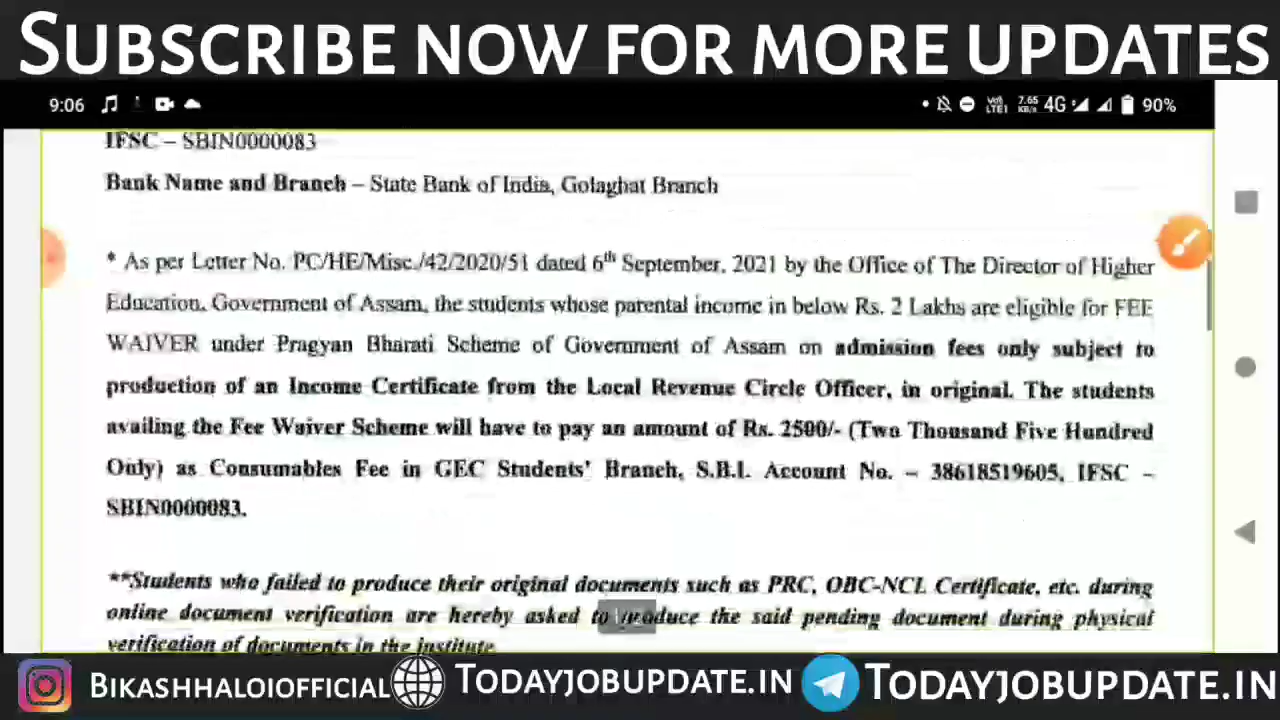 SUBSCRIBE NOW FOR MORE UPDATES
9:06
VoD LTE1 7.65 KB/s 4G 90%
IFSC – SBIN0000083
Bank Name and Branch – State Bank of India, Golaghat Branch
* As per Letter No. PC/HE/Misc./42/2020/51 dated 6th September, 2021 by the Office of The Director of Higher
Education, Government of Assam, the students whose parental income in below Rs. 2 Lakhs are eligible for FEE
WAIVER under Pragyan Bharati Scheme of Government of Assam on admission fees only subject to
production of an Income Certificate from the Local Revenue Circle Officer, in original. The students
availing the Fee Waiver Scheme will have to pay an amount of Rs. 2500/- (Two Thousand Five Hundred
Only) as Consumables Fee in GEC Students' Branch, S.B.I. Account No. – 38618519605, IFSC –
SBIN0000083.
**Students who failed to produce their original documents such as PRC, OBC-NCL Certificate, etc. during
online document verification are hereby asked to produce the said pending document during physical
verification of documents in the institute
BIKASHHALOIOFFICIAL TODAYJOBUPDATE.IN TODAYJOBUPDATE.IN